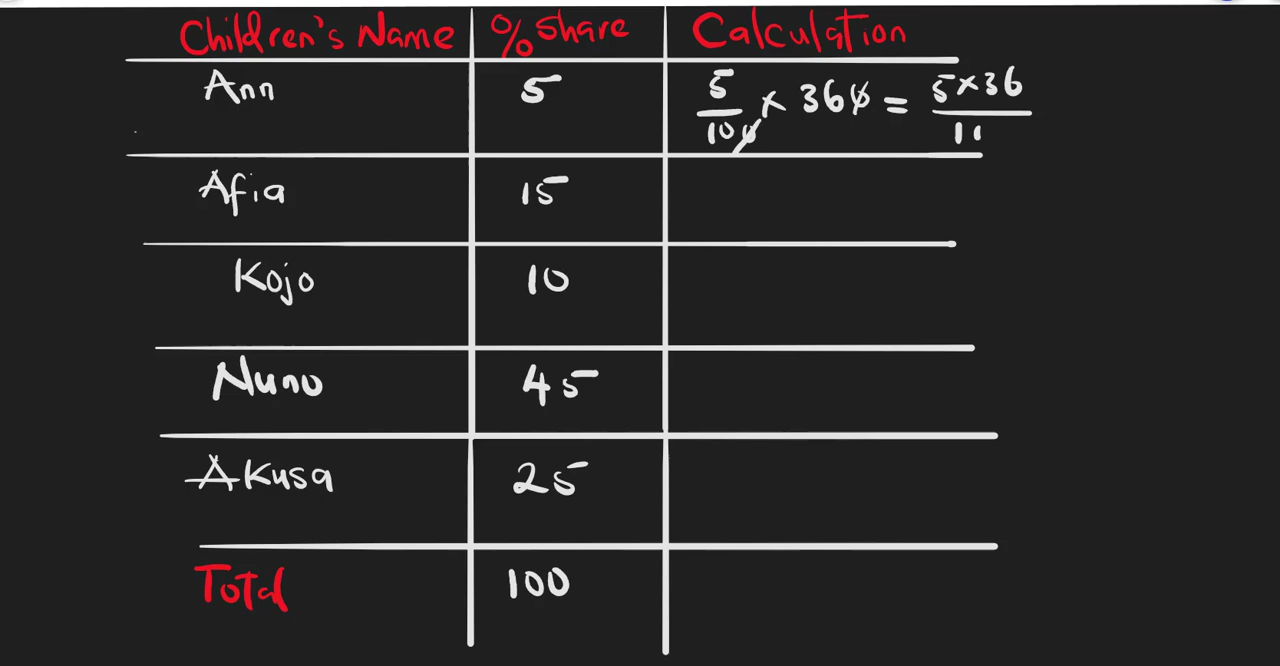 Children's Name % Share Calculation
Ann 5 5/100 × 360 = 5×36/10
Afia 15
Kojo 10
Nuno 45
Akusa 25
Total 100